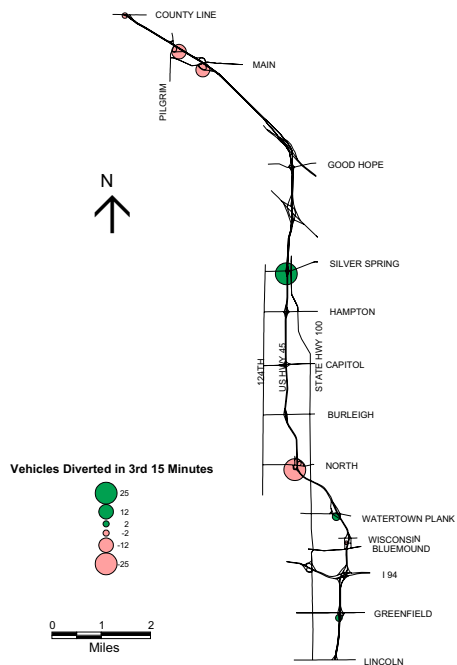 COUNTY LINE
MAIN
PILGRIM
GOOD HOPE
N
SILVER SPRING
HAMPTON
124TH
US HWY 45
STATE HWY 100
CAPITOL
BURLEIGH
NORTH
Vehicles Diverted in 3rd 15 Minutes
25
12
2
-2
-12
-25
WATERTOWN PLANK
WISCONSIN
BLUEMOUND
I 94
GREENFIELD
0 1 2
Miles
LINCOLN